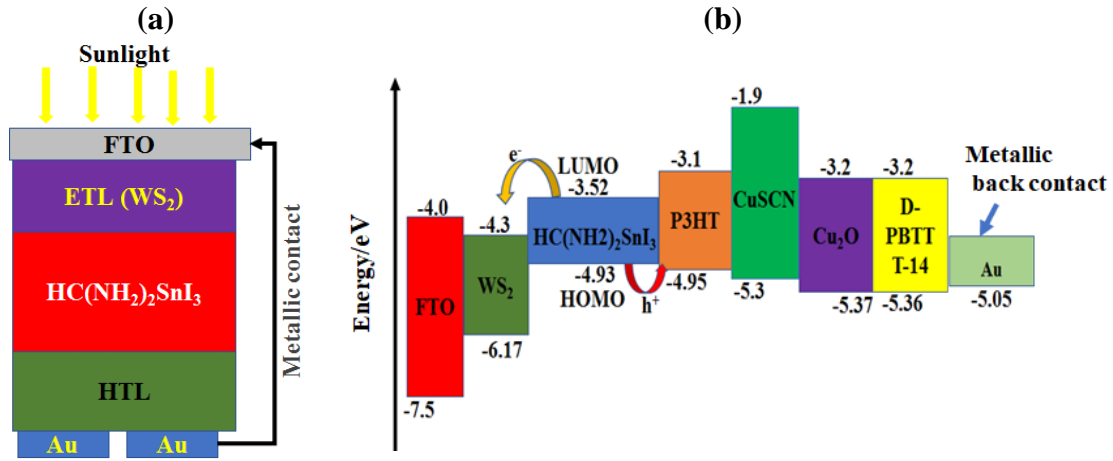 (a)
Sunlight
FTO
ETL (WS₂)
HC(NH₂)₂SnI₃
HTL
Au
Au
Metallic contact
(b)
Energy/eV
-4.0
FTO
-7.5
-4.3
WS₂
-6.17
e⁻
LUMO
-3.52
HC(NH2)₂SnI₃
-4.93
HOMO
h⁺
-3.1
P3HT
-4.95
-1.9
CuSCN
-5.3
-3.2
Cu₂O
-5.37
-3.2
D-
PBTT
T-14
-5.36
Metallic
back contact
Au
-5.05